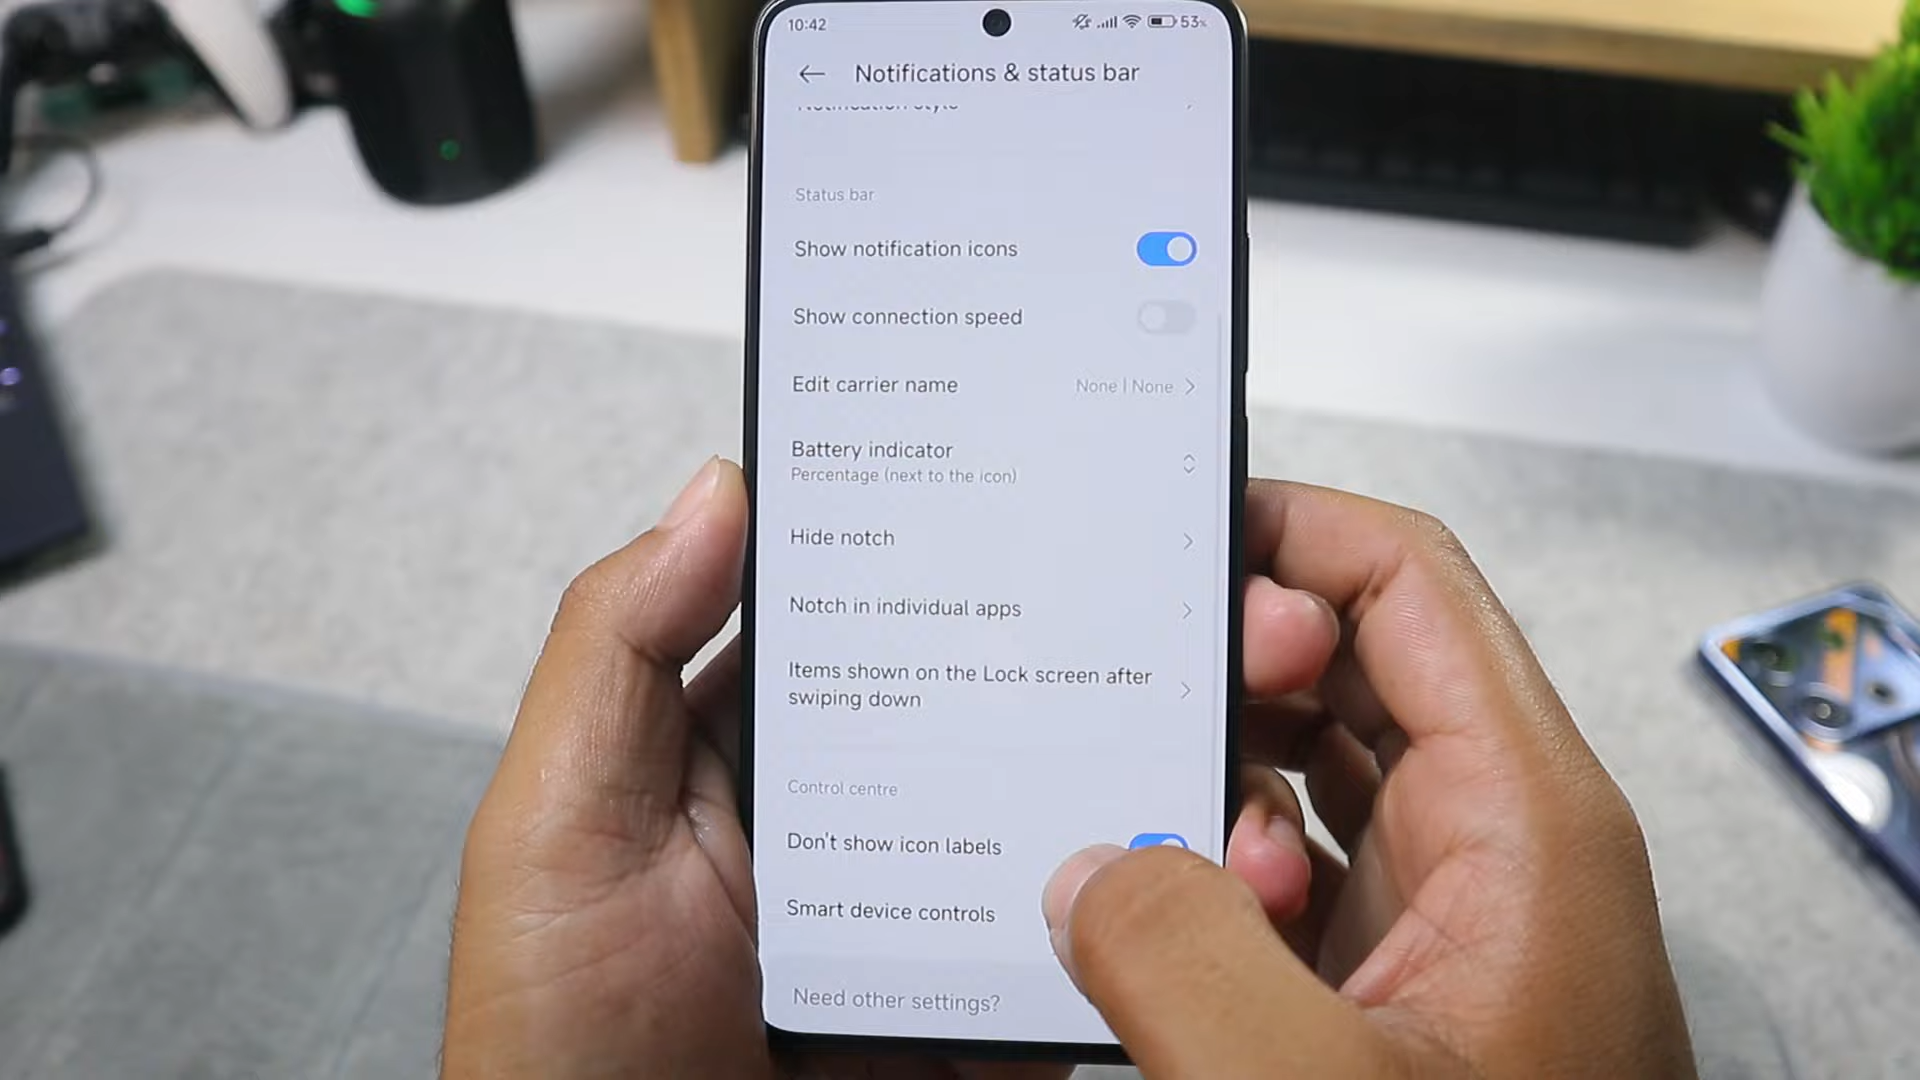 10:42
53%
Notifications & status bar
Notification style
Status bar
Show notification icons
Show connection speed
Edit carrier name
None | None
Battery indicator
Percentage (next to the icon)
Hide notch
Notch in individual apps
Items shown on the Lock screen after
swiping down
Control centre
Don't show icon labels
Smart device controls
Need other settings?